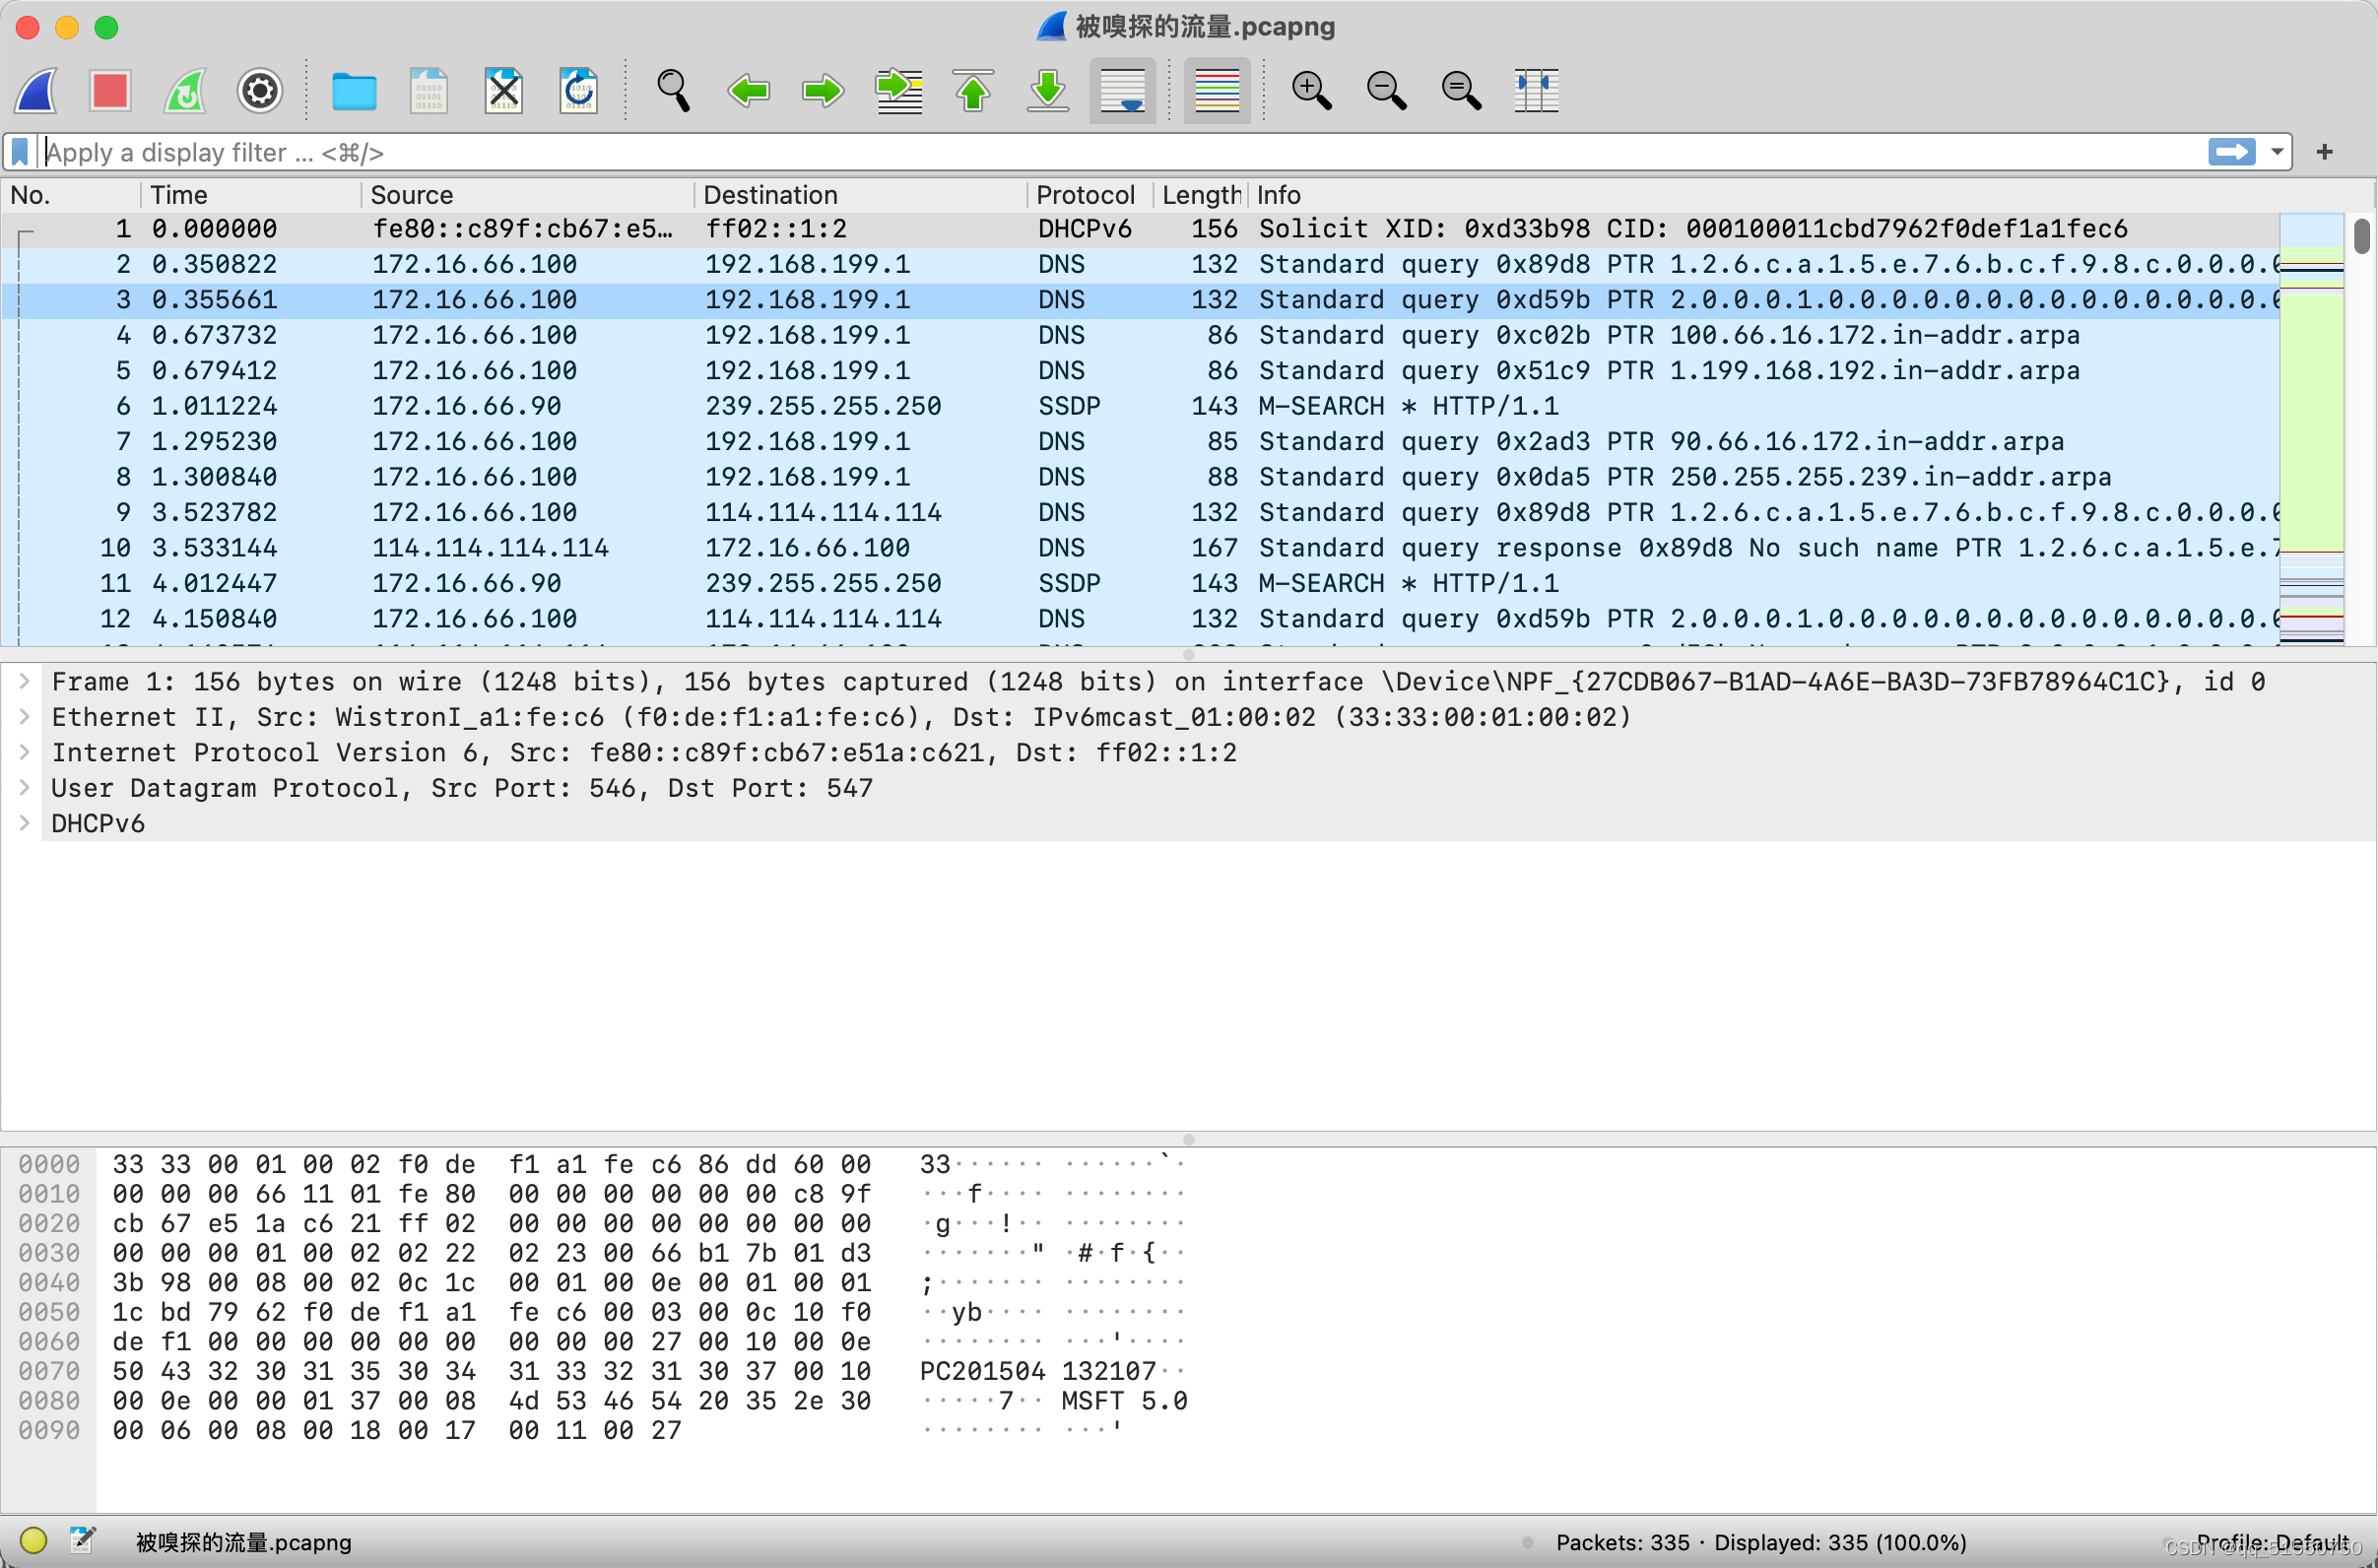 被嗅探的流量.pcapng
Apply a display filter ... <⌘/>
No. Time Source Destination Protocol Length Info
1 0.000000 fe80::c89f:cb67:e5… ff02::1:2 DHCPv6 156 Solicit XID: 0xd33b98 CID: 000100011cbd7962f0def1a1fec6
2 0.350822 172.16.66.100 192.168.199.1 DNS 132 Standard query 0x89d8 PTR 1.2.6.c.a.1.5.e.7.6.b.c.f.9.8.c.0.0.0.0
3 0.355661 172.16.66.100 192.168.199.1 DNS 132 Standard query 0xd59b PTR 2.0.0.0.1.0.0.0.0.0.0.0.0.0.0.0.0.0.0.0
4 0.673732 172.16.66.100 192.168.199.1 DNS 86 Standard query 0xc02b PTR 100.66.16.172.in-addr.arpa
5 0.679412 172.16.66.100 192.168.199.1 DNS 86 Standard query 0x51c9 PTR 1.199.168.192.in-addr.arpa
6 1.011224 172.16.66.90 239.255.255.250 SSDP 143 M-SEARCH * HTTP/1.1
7 1.295230 172.16.66.100 192.168.199.1 DNS 85 Standard query 0x2ad3 PTR 90.66.16.172.in-addr.arpa
8 1.300840 172.16.66.100 192.168.199.1 DNS 88 Standard query 0x0da5 PTR 250.255.255.239.in-addr.arpa
9 3.523782 172.16.66.100 114.114.114.114 DNS 132 Standard query 0x89d8 PTR 1.2.6.c.a.1.5.e.7.6.b.c.f.9.8.c.0.0.0.0
10 3.533144 114.114.114.114 172.16.66.100 DNS 167 Standard query response 0x89d8 No such name PTR 1.2.6.c.a.1.5.e.7
11 4.012447 172.16.66.90 239.255.255.250 SSDP 143 M-SEARCH * HTTP/1.1
12 4.150840 172.16.66.100 114.114.114.114 DNS 132 Standard query 0xd59b PTR 2.0.0.0.1.0.0.0.0.0.0.0.0.0.0.0.0.0.0.0
Frame 1: 156 bytes on wire (1248 bits), 156 bytes captured (1248 bits) on interface \Device\NPF_{27CDB067-B1AD-4A6E-BA3D-73FB78964C1C}, id 0
Ethernet II, Src: WistronI_a1:fe:c6 (f0:de:f1:a1:fe:c6), Dst: IPv6mcast_01:00:02 (33:33:00:01:00:02)
Internet Protocol Version 6, Src: fe80::c89f:cb67:e51a:c621, Dst: ff02::1:2
User Datagram Protocol, Src Port: 546, Dst Port: 547
DHCPv6
0000 33 33 00 01 00 02 f0 de f1 a1 fe c6 86 dd 60 00 33······ ······`·
0010 00 00 00 66 11 01 fe 80 00 00 00 00 00 00 c8 9f ···f···· ········
0020 cb 67 e5 1a c6 21 ff 02 00 00 00 00 00 00 00 00 ·g···!·· ········
0030 00 00 00 01 00 02 02 22 02 23 00 66 b1 7b 01 d3 ·······" ·#·f·{··
0040 3b 98 00 08 00 02 0c 1c 00 01 00 0e 00 01 00 01 ;······· ········
0050 1c bd 79 62 f0 de f1 a1 fe c6 00 03 00 0c 10 f0 ··yb···· ········
0060 de f1 00 00 00 00 00 00 00 00 00 27 00 10 00 0e ········ ···'····
0070 50 43 32 30 31 35 30 34 31 33 32 31 30 37 00 10 PC201504 132107··
0080 00 0e 00 00 01 37 00 08 4d 53 46 54 20 35 2e 30 ·····7·· MSFT 5.0
0090 00 06 00 08 00 18 00 17 00 11 00 27 ········ ···'
被嗅探的流量.pcapng Packets: 335 · Displayed: 335 (100.0%) Profile: Default